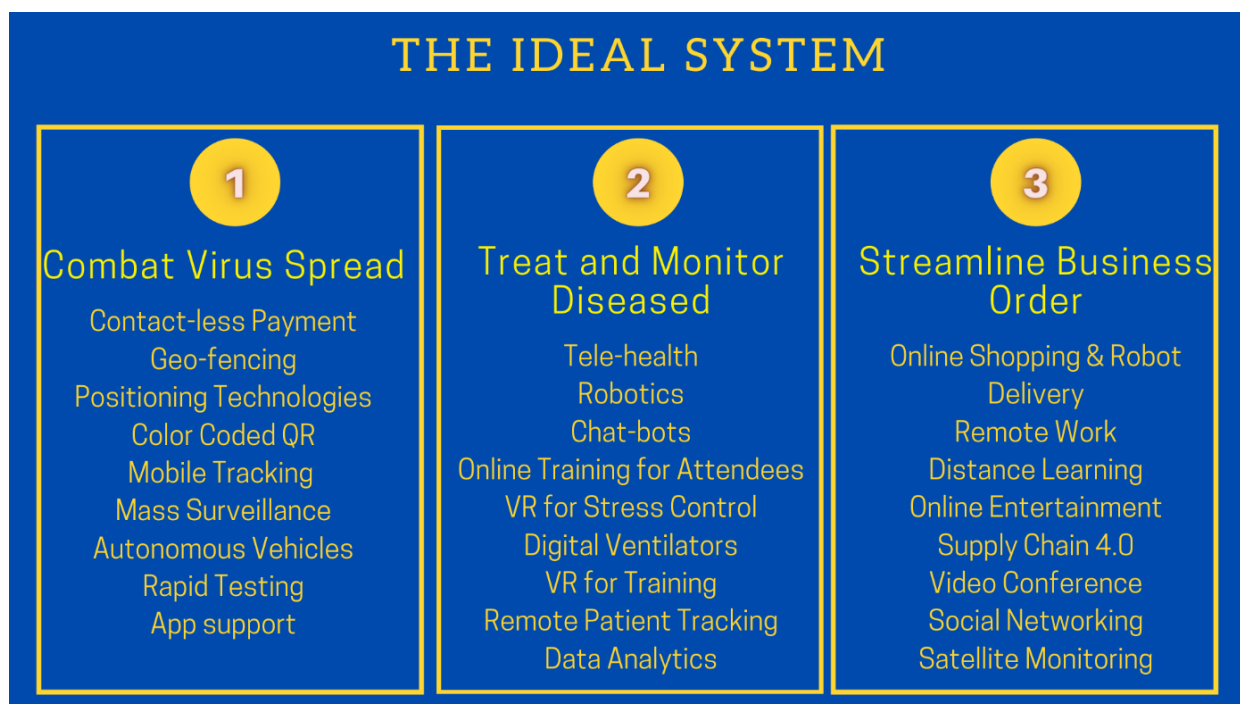 THE IDEAL SYSTEM
1
Combat Virus Spread
Contact-less Payment
Geo-fencing
Positioning Technologies
Color Coded QR
Mobile Tracking
Mass Surveillance
Autonomous Vehicles
Rapid Testing
App support
2
Treat and Monitor
Diseased
Tele-health
Robotics
Chat-bots
Online Training for Attendees
VR for Stress Control
Digital Ventilators
VR for Training
Remote Patient Tracking
Data Analytics
3
Streamline Business
Order
Online Shopping & Robot
Delivery
Remote Work
Distance Learning
Online Entertainment
Supply Chain 4.0
Video Conference
Social Networking
Satellite Monitoring